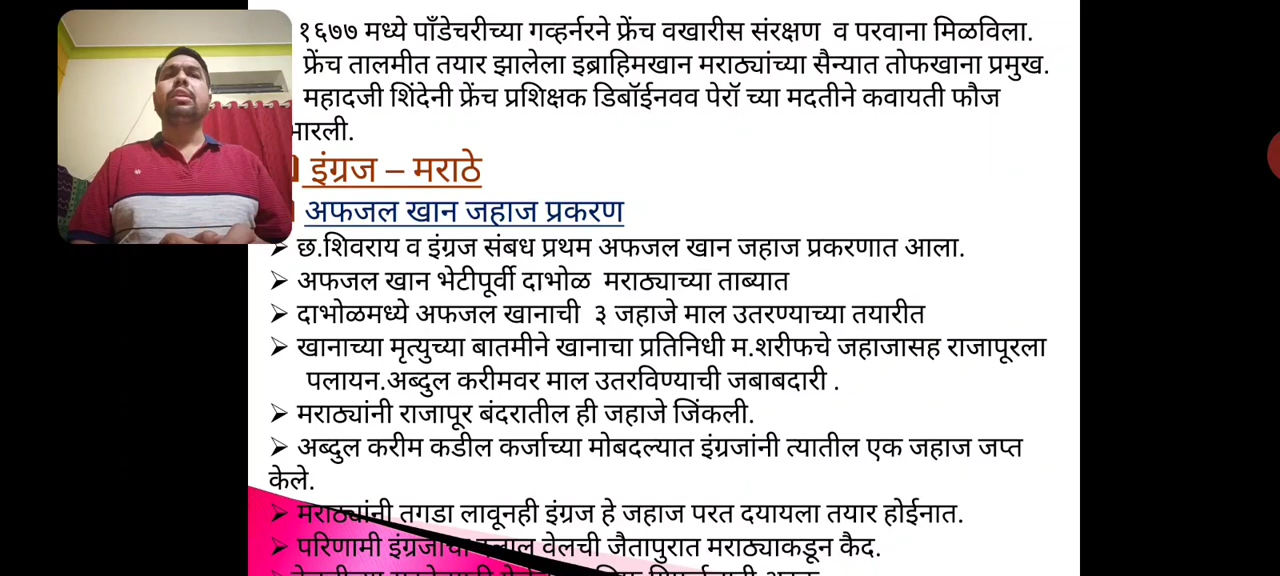 १६७७ मध्ये पाँडेचरीच्या गव्हर्नरने फ्रेंच वखारीस संरक्षण व परवाना मिळविला.
फ्रेंच तालमीत तयार झालेला इब्राहिमखान मराठ्यांच्या सैन्यात तोफखाना प्रमुख.
महादजी शिंदेनी फ्रेंच प्रशिक्षक डिबॉईनवव पेरॉ च्या मदतीने कवायती फौज
इंग्रज – मराठे
अफजल खान जहाज प्रकरण
➢ छ.शिवराय व इंग्रज संबध प्रथम अफजल खान जहाज प्रकरणात आला.
➢ अफजल खान भेटीपूर्वी दाभोळ मराठ्याच्या ताब्यात
➢ दाभोळमध्ये अफजल खानाची ३ जहाजे माल उतरण्याच्या तयारीत
➢ खानाच्या मृत्युच्या बातमीने खानाचा प्रतिनिधी म.शरीफचे जहाजासह राजापूरला
पलायन.अब्दुल करीमवर माल उतरविण्याची जबाबदारी .
➢ मराठ्यांनी राजापूर बंदरातील ही जहाजे जिंकली.
➢ अब्दुल करीम कडील कर्जाच्या मोबदल्यात इंग्रजांनी त्यातील एक जहाज जप्त
केले.
➢ मराठ्यांनी तगडा लावूनही इंग्रज हे जहाज परत दयायला तयार होईनात.
➢ परिणामी इंग्रजांचा दलाल वेलची जैतापुरात मराठ्याकडून कैद.